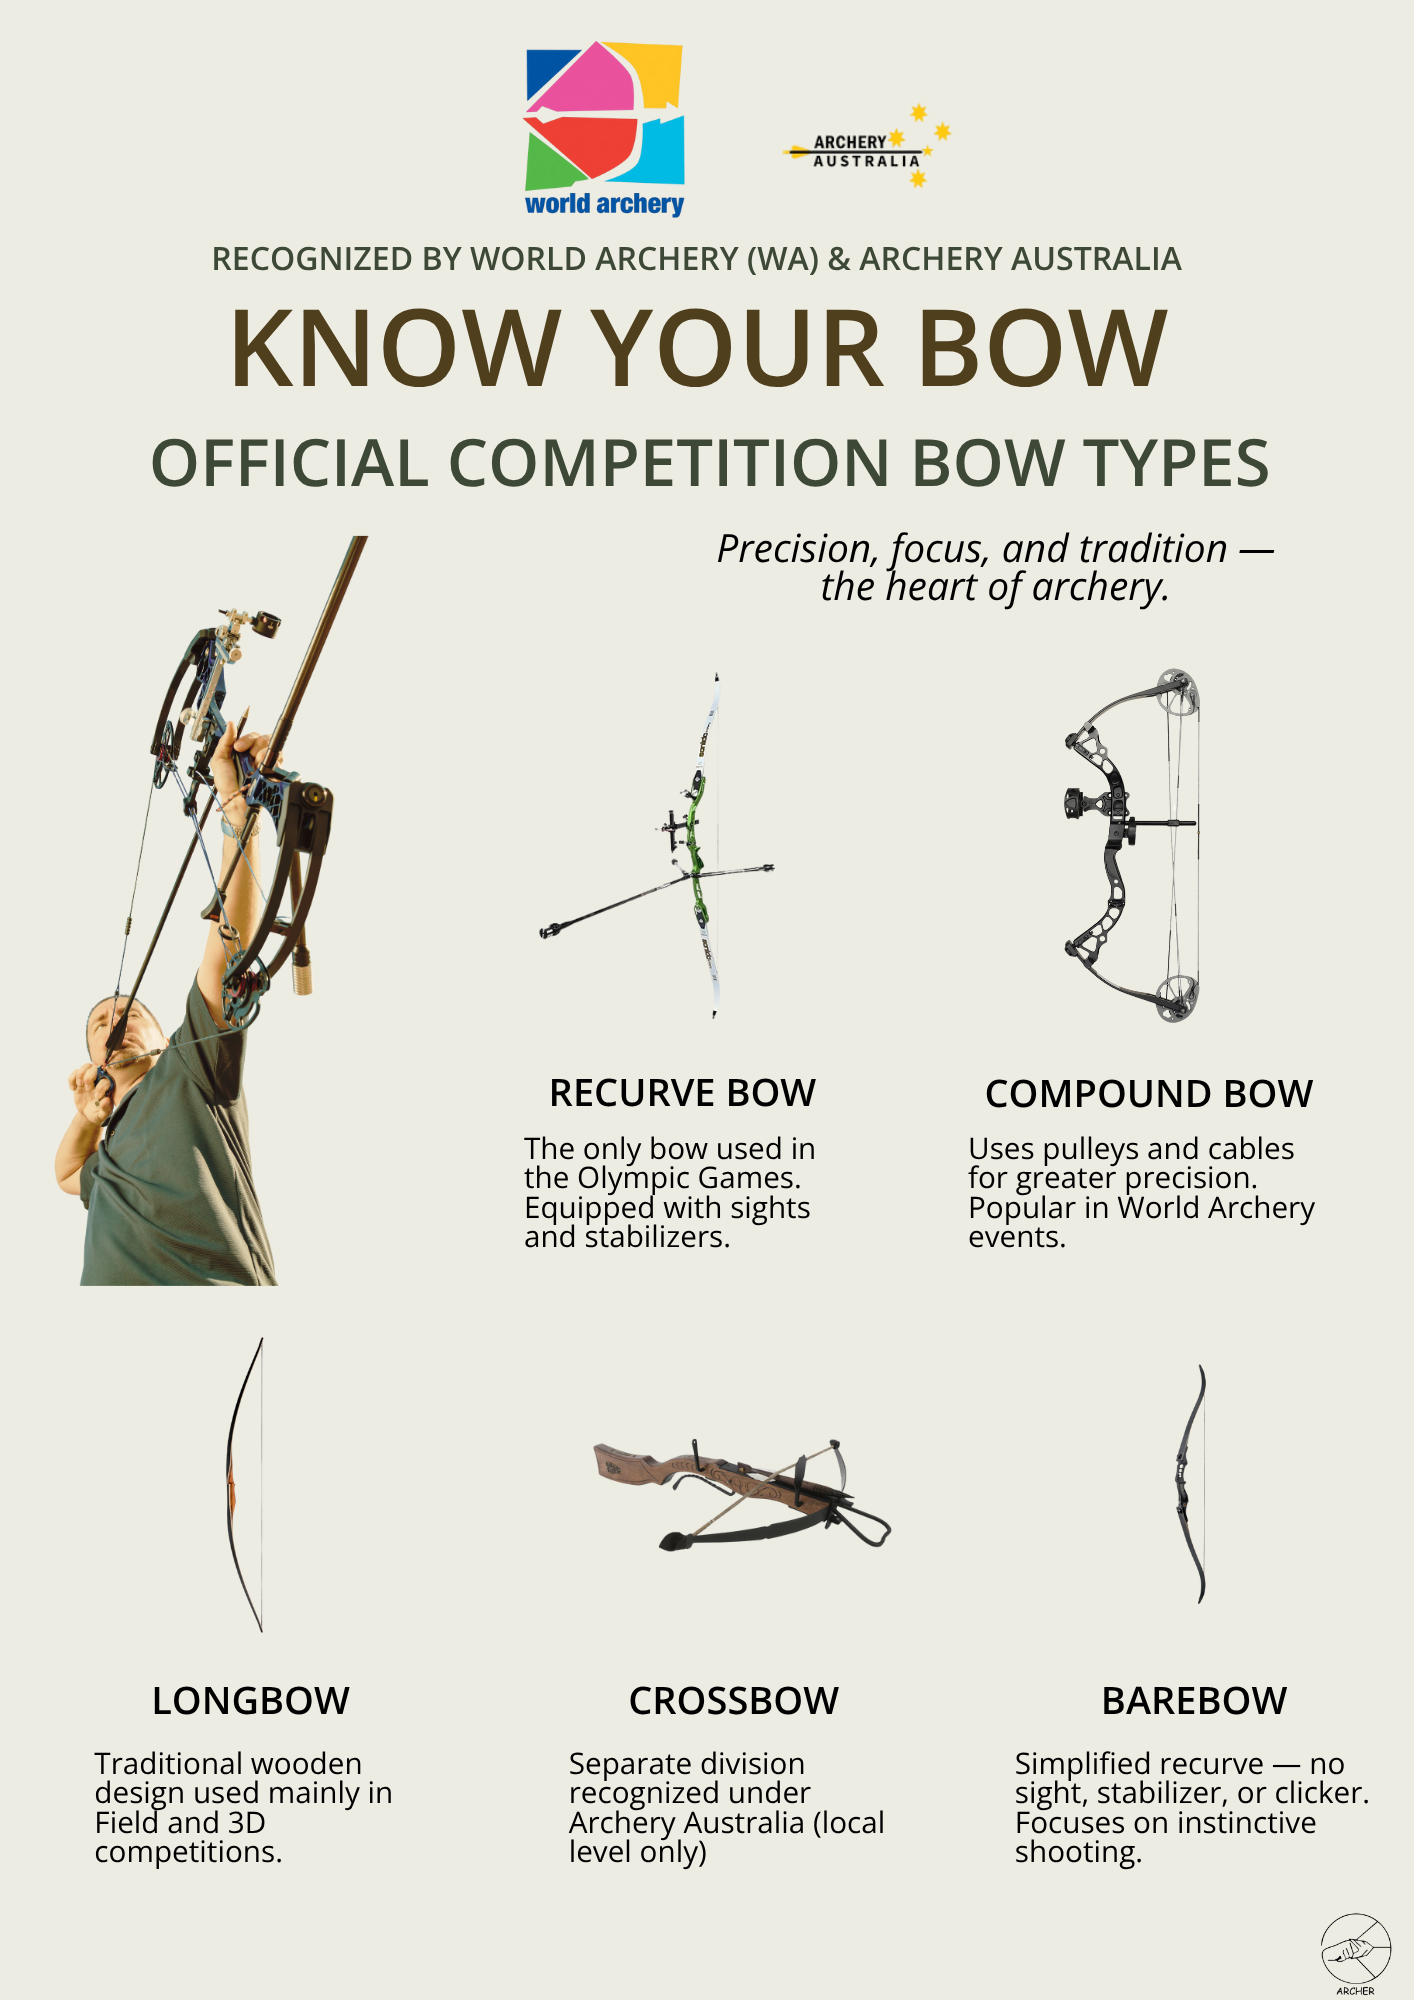 world archery
ARCHERY
AUSTRALIA
RECOGNIZED BY WORLD ARCHERY (WA) & ARCHERY AUSTRALIA
KNOW YOUR BOW
OFFICIAL COMPETITION BOW TYPES
Precision, focus, and tradition —
the heart of archery.
RECURVE BOW
The only bow used in
the Olympic Games.
Equipped with sights
and stabilizers.
COMPOUND BOW
Uses pulleys and cables
for greater precision.
Popular in World Archery
events.
LONGBOW
Traditional wooden
design used mainly in
Field and 3D
competitions.
CROSSBOW
Separate division
recognized under
Archery Australia (local
level only)
BAREBOW
Simplified recurve — no
sight, stabilizer, or clicker.
Focuses on instinctive
shooting.
ARCHER